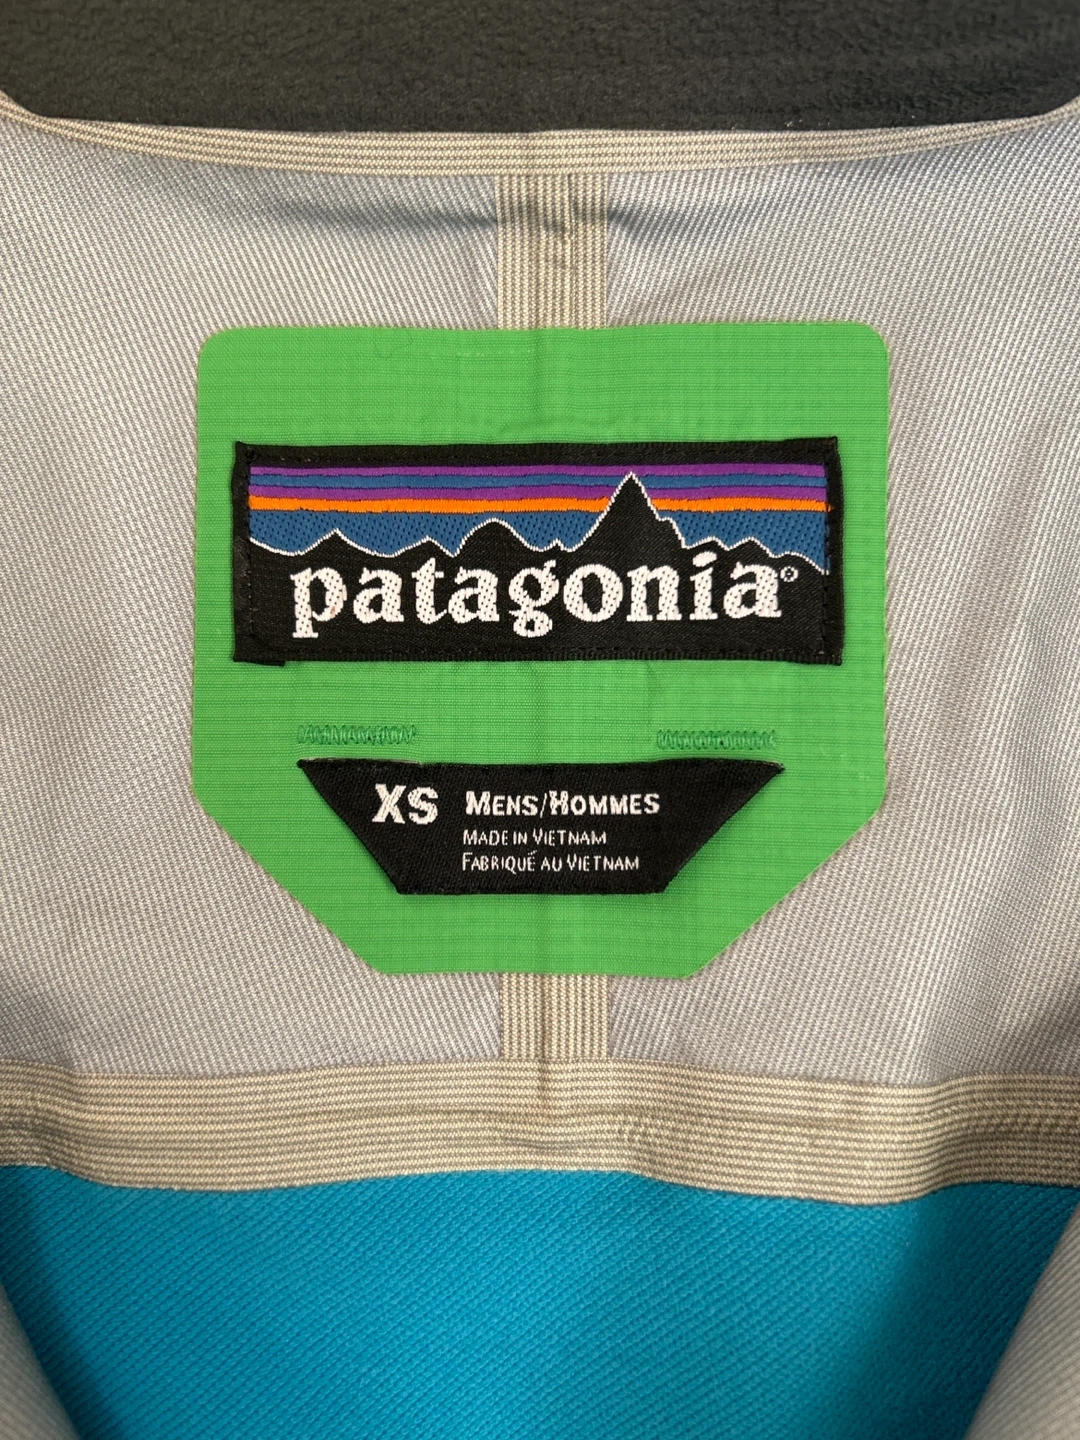 patagonia®
XS MENS/HOMMES
MADE IN VIETNAM
FABRIQUÉ AU VIETNAM